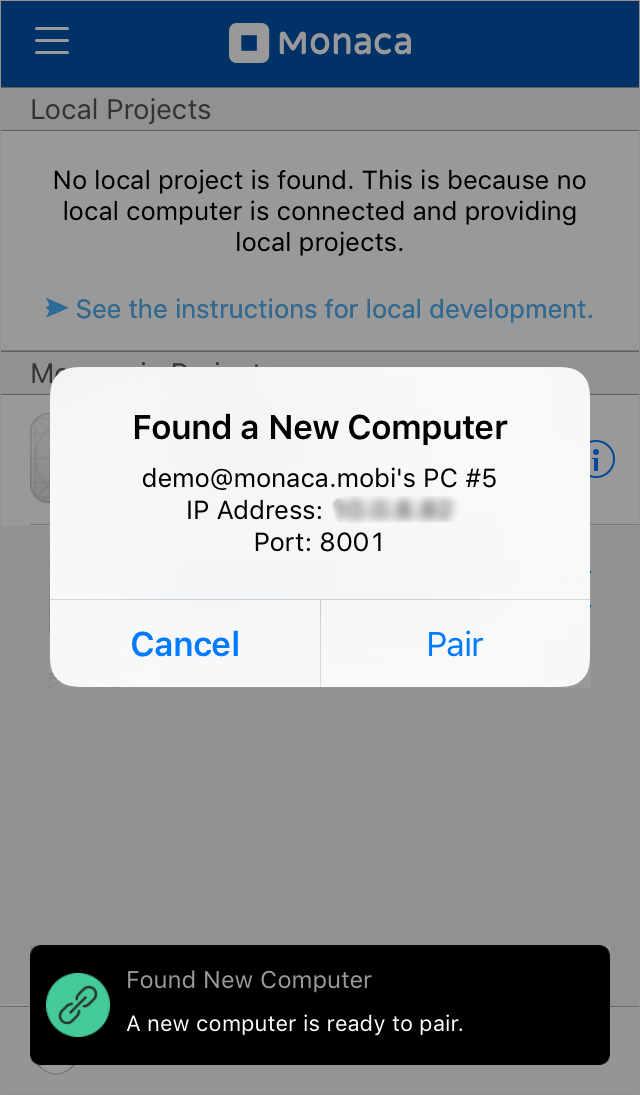 Monaca
Local Projects
No local project is found. This is because no
local computer is connected and providing
local projects.
See the instructions for local development.
Found a New Computer
demo@monaca.mobi's PC #5
IP Address:
Port: 8001
Cancel
Pair
Found New Computer
A new computer is ready to pair.